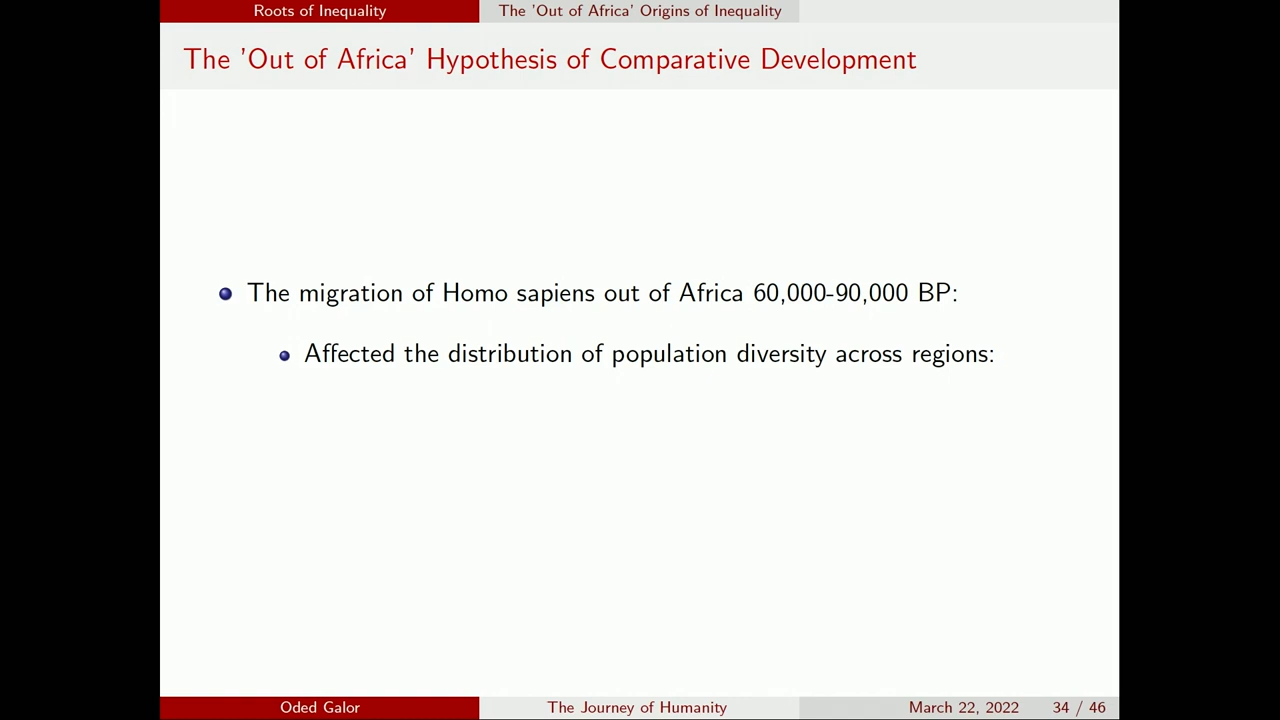 Roots of Inequality
The 'Out of Africa' Origins of Inequality
The 'Out of Africa' Hypothesis of Comparative Development
The migration of Homo sapiens out of Africa 60,000-90,000 BP:
Affected the distribution of population diversity across regions:
Oded Galor
The Journey of Humanity
March 22, 2022
34 / 46